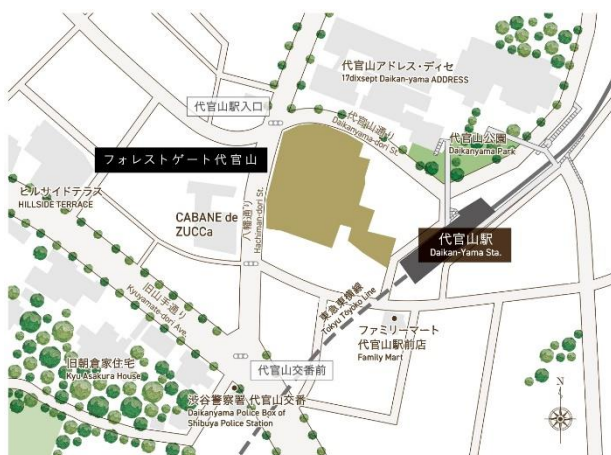 代官山アドレス・ディセ
17dixsept Daikan-yama ADDRESS
代官山駅入口
代官山通り
Daikanyama-dori St.
代官山公園
Daikanyama Park
フォレストゲート代官山
ヒルサイドテラス
HILLSIDE TERRACE
CABANE de
ZUCCa
八幡通り
Hachiman-dori St.
代官山駅
Daikan-Yama Sta.
旧山手通り
Kyuyamate-dori Ave.
東急東横線
Tokyu Toyoko Line
ファミリーマート
代官山駅前店
Family Mart
旧朝倉家住宅
Kyu Asakura House
代官山交番前
渋谷警察署 代官山交番
Daikanyama Police Box of
Shibuya Police Station
N